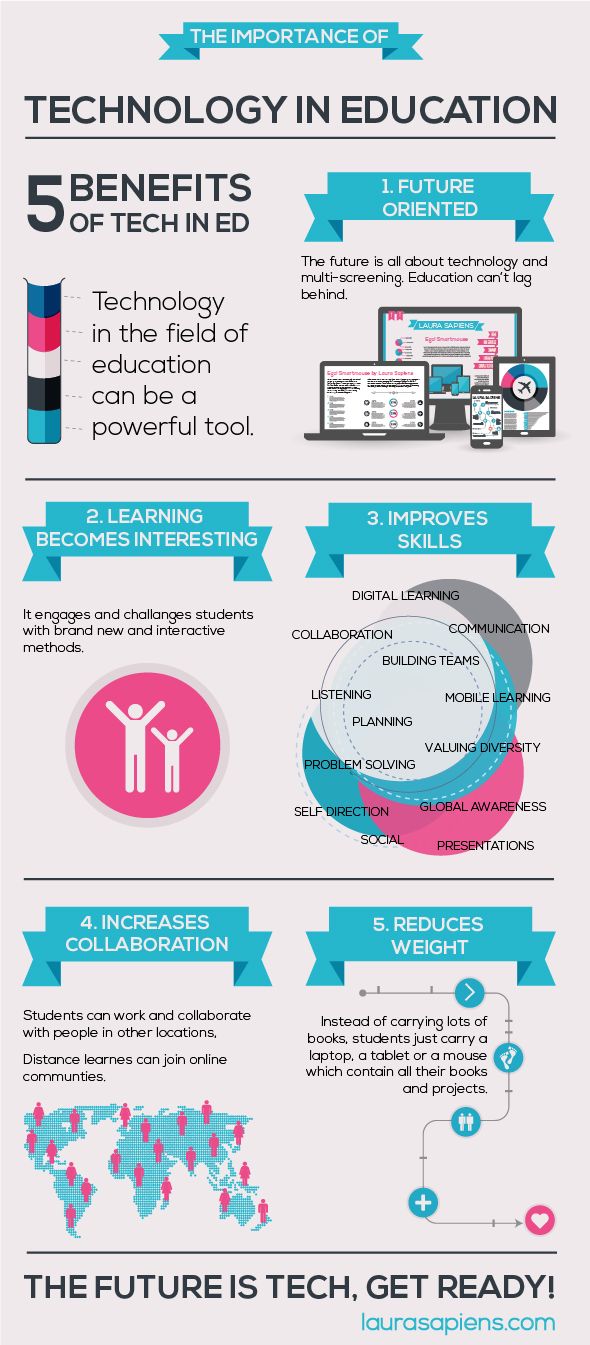 THE IMPORTANCE OF
TECHNOLOGY IN EDUCATION
5 BENEFITS
OF TECH IN ED
Technology
in the field of
education
can be a
powerful tool.
1. FUTURE
ORIENTED
The future is all about technology and
multi-screening. Education can't lag
behind.
LAURA SAPIENS
Egol Smartmouse
Egol Smartmouse by Laura Sapiens
2. LEARNING
BECOMES INTERESTING
It engages and challanges students
with brand new and interactive
methods.
3. IMPROVES
SKILLS
DIGITAL LEARNING
COLLABORATION
COMMUNICATION
BUILDING TEAMS
LISTENING
MOBILE LEARNING
PLANNING
VALUING DIVERSITY
PROBLEM SOLVING
SELF DIRECTION
GLOBAL AWARENESS
SOCIAL
PRESENTATIONS
4. INCREASES
COLLABORATION
Students can work and collaborate
with people in other locations,
Distance learnes can join online
communties.
5. REDUCES
WEIGHT
Instead of carrying lots of
books, students just carry a
laptop, a tablet or a mouse
which contain all their books
and projects.
THE FUTURE IS TECH, GET READY!
laurasapiens.com